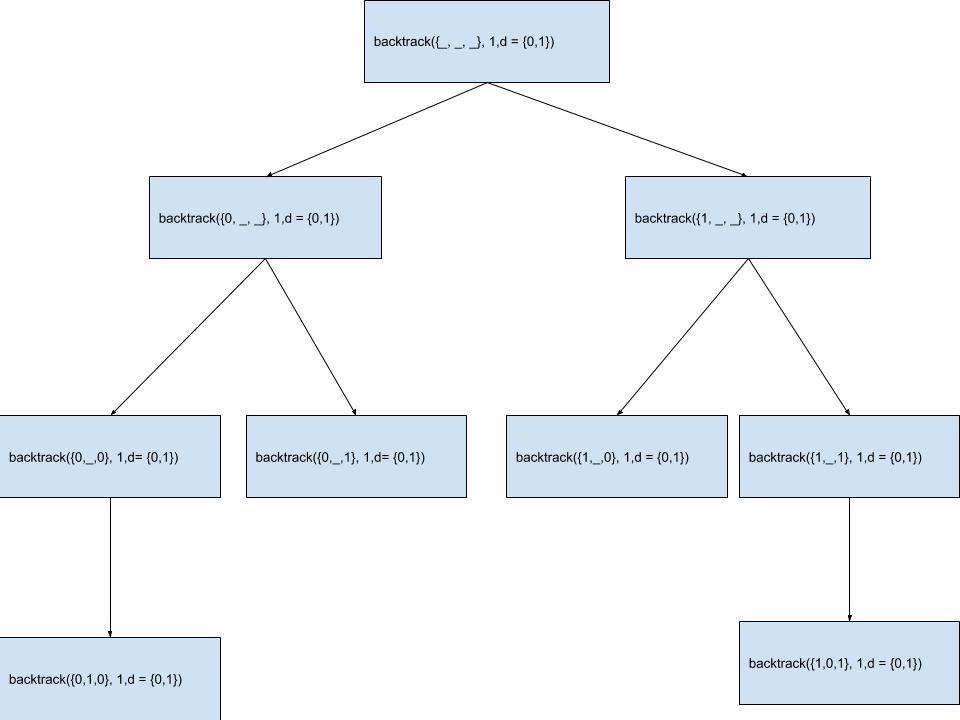 backtrack({_, _, _}, 1,d = {0,1})
backtrack({0, _, _}, 1,d = {0,1})
backtrack({1, _, _}, 1,d = {0,1})
backtrack({0,_,0}, 1,d= {0,1})
backtrack({0,_,1}, 1,d= {0,1})
backtrack({1,_,0}, 1,d = {0,1})
backtrack({1,_,1}, 1,d = {0,1})
backtrack({0,1,0}, 1,d = {0,1})
backtrack({1,0,1}, 1,d = {0,1})